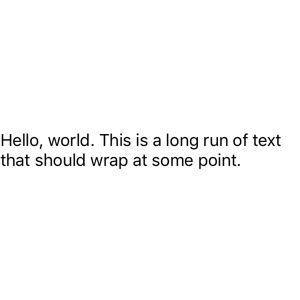 Hello, world. This is a long run of text
that should wrap at some point.